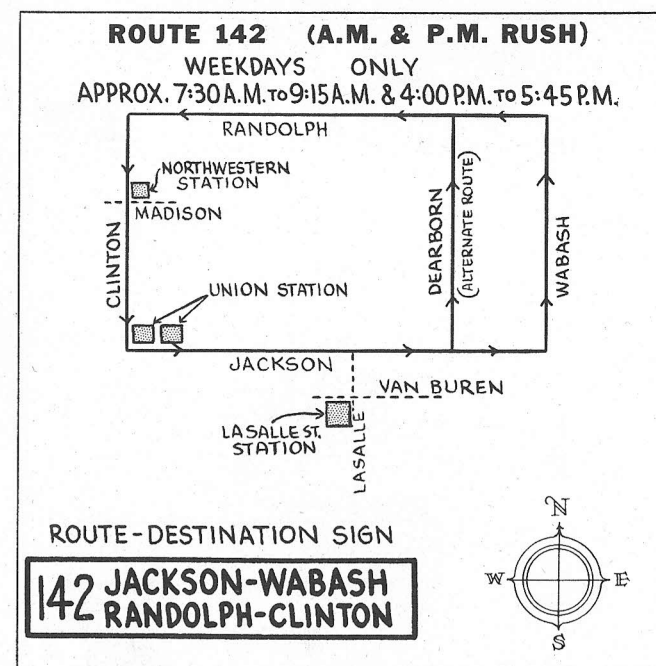 ROUTE 142 (A.M. & P.M. RUSH)
WEEKDAYS ONLY
APPROX. 7:30 A.M. TO 9:15 A.M. & 4:00 P.M. TO 5:45 P.M.
RANDOLPH
NORTHWESTERN
STATION
MADISON
CLINTON
UNION STATION
DEARBORN
(ALTERNATE ROUTE)
WABASH
JACKSON
VAN BUREN
LA SALLE ST.
STATION
LASALLE
ROUTE-DESTINATION SIGN
142 JACKSON-WABASH
RANDOLPH-CLINTON
N
W E
S